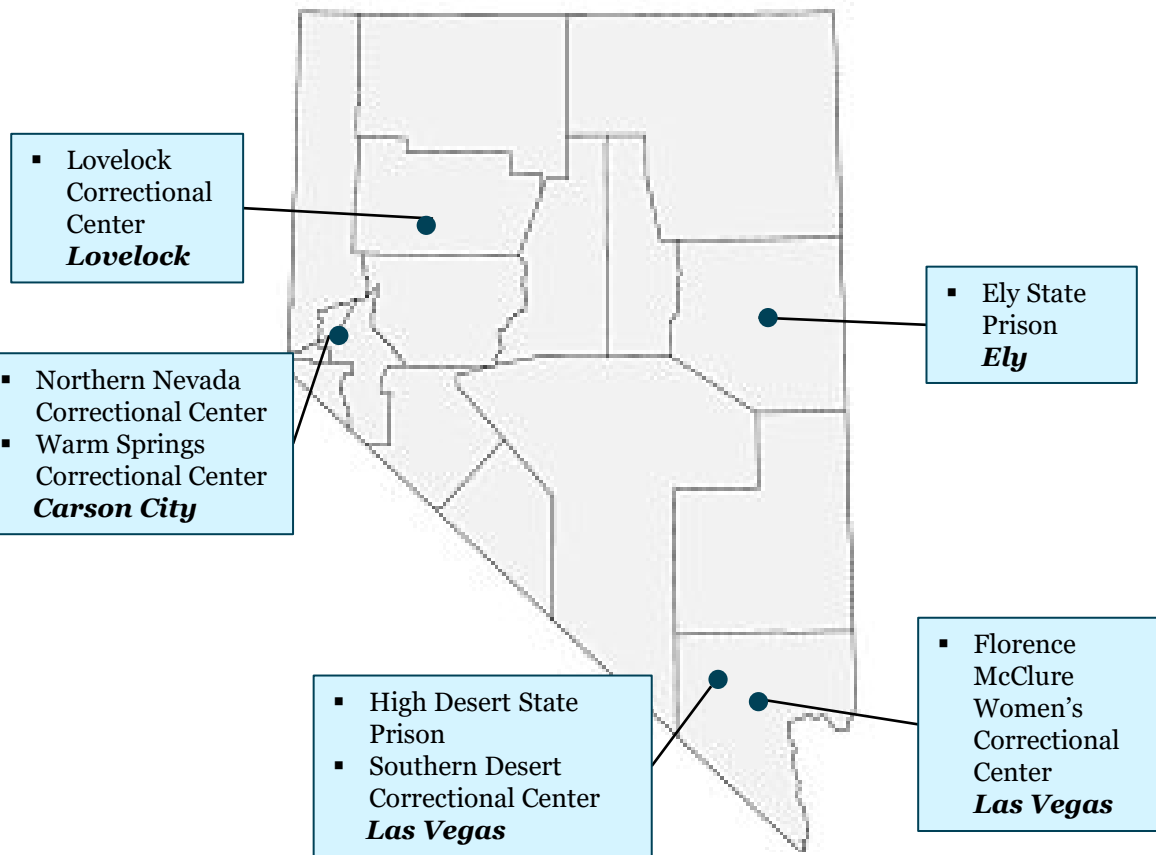 ▪ Lovelock
Correctional
Center
Lovelock
▪ Ely State
Prison
Ely
▪ Northern Nevada
Correctional Center
▪ Warm Springs
Correctional Center
Carson City
▪ Florence
McClure
Women’s
Correctional
Center
Las Vegas
▪ High Desert State
Prison
▪ Southern Desert
Correctional Center
Las Vegas